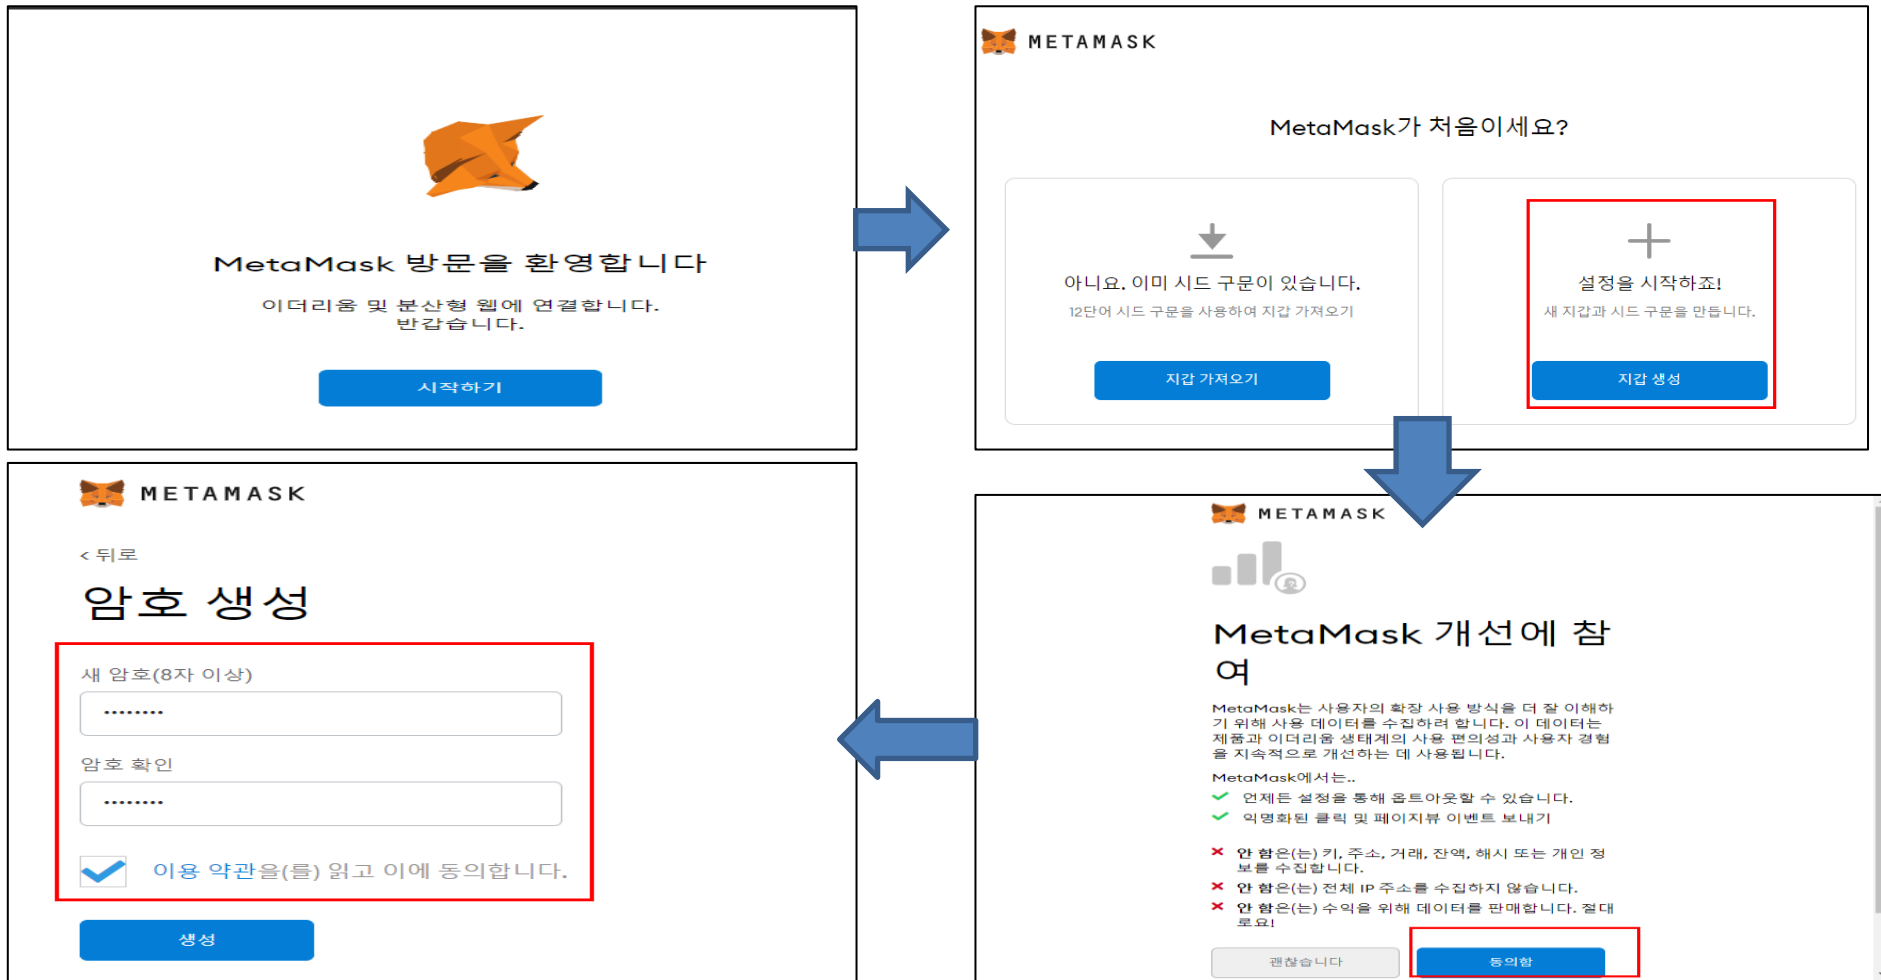 MetaMask 방문을 환영합니다
이더리움 및 분산형 웹에 연결합니다.
반갑습니다.
시작하기
METAMASK
MetaMask가 처음이세요?
아니요. 이미 시드 구문이 있습니다.
12단어 시드 구문을 사용하여 지갑 가져오기
지갑 가져오기
설정을 시작하죠!
새 지갑과 시드 구문을 만듭니다.
지갑 생성
METAMASK
MetaMask 개선에 참
여
MetaMask는 사용자의 확장 사용 방식을 더 잘 이해하
기 위해 사용 데이터를 수집하려 합니다. 이 데이터는
제품과 이더리움 생태계의 사용 편의성과 사용자 경험
을 지속적으로 개선하는 데 사용됩니다.
MetaMask에서는..
언제든 설정을 통해 옵트아웃할 수 있습니다.
익명화된 클릭 및 페이지뷰 이벤트 보내기
안 함은(는) 키, 주소, 거래, 잔액, 해시 또는 개인 정
보를 수집합니다.
안 함은(는) 전체 IP 주소를 수집하지 않습니다.
안 함은(는) 수익을 위해 데이터를 판매합니다. 절대
로요!
괜찮습니다
동의함
METAMASK
< 뒤로
암호 생성
새 암호(8자 이상)
••••••••
암호 확인
••••••••
이용 약관을(를) 읽고 이에 동의합니다.
생성